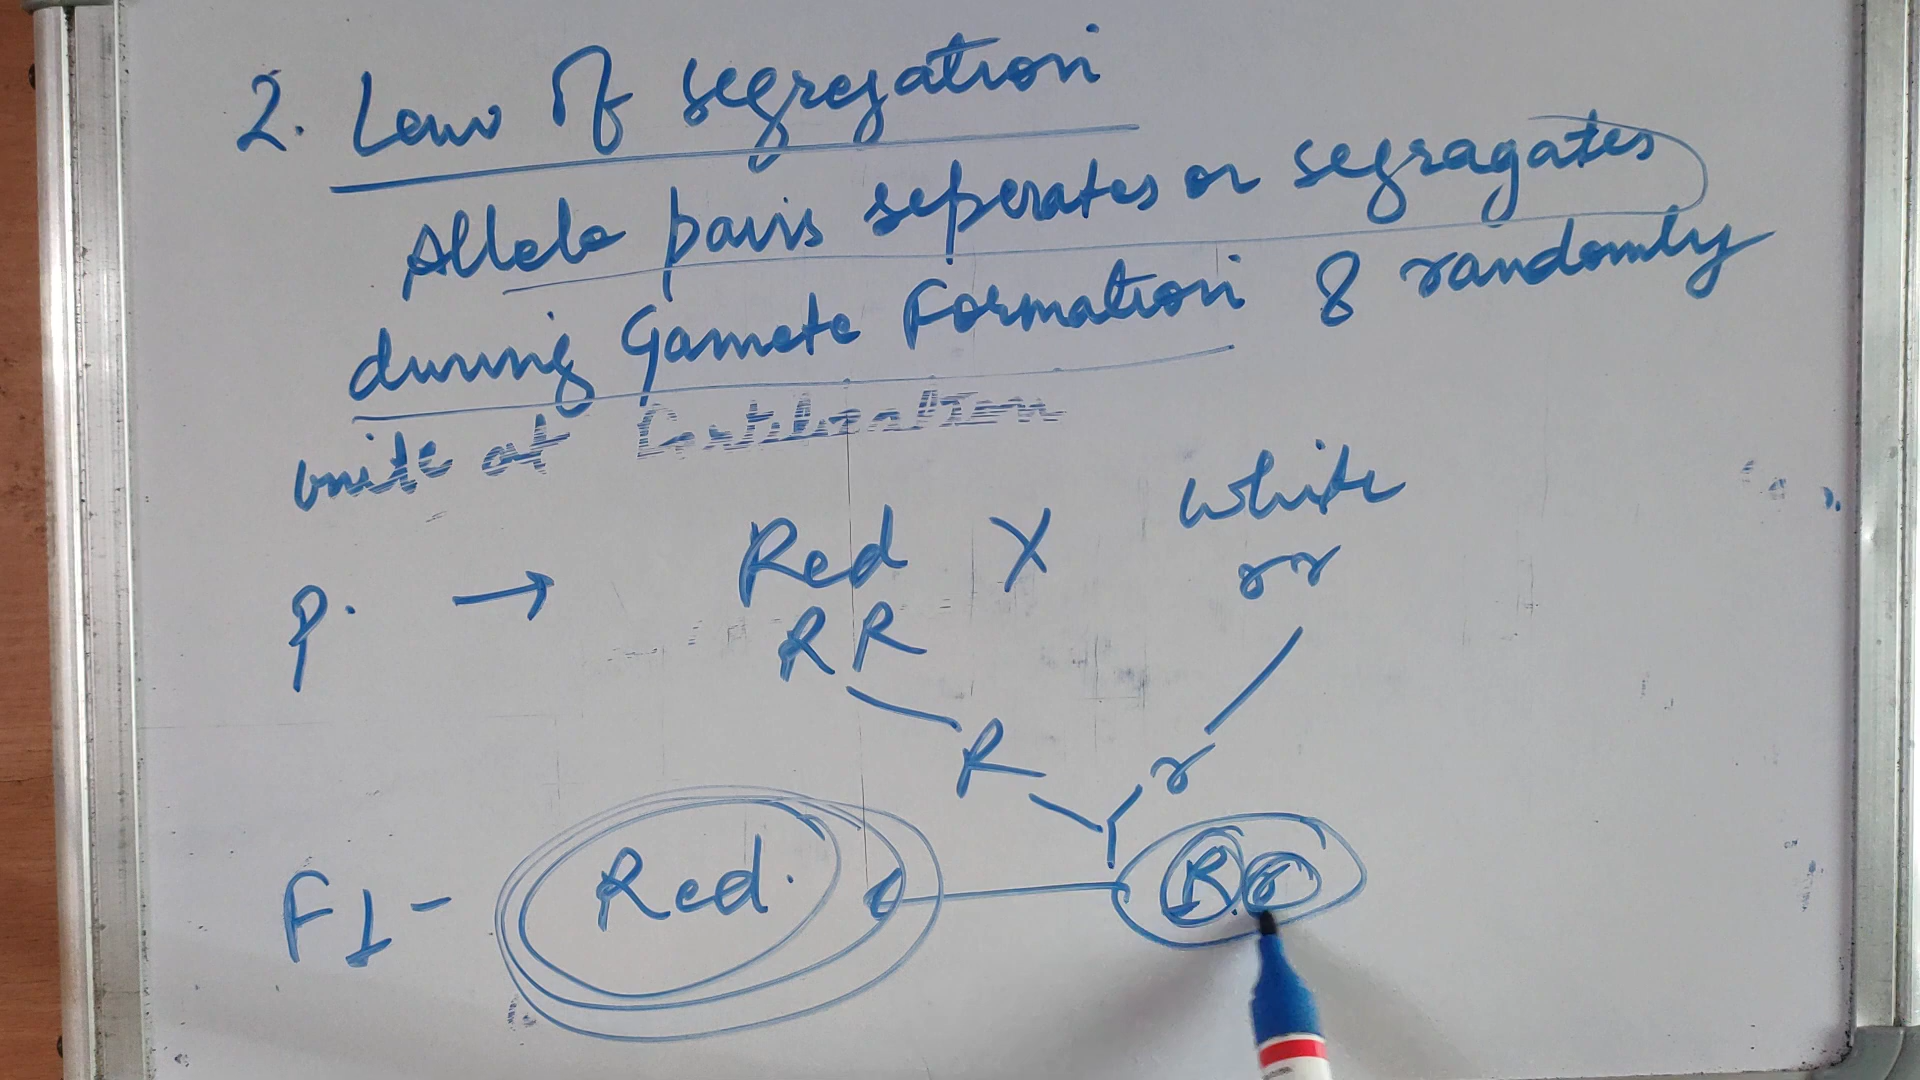 2. Law of segregation
Allele pairs seperates or segragates
during Gamete Formation & randomly
unite at Fertilization
Red X White
P. → RR rr
R r
F1 - Red. Rr